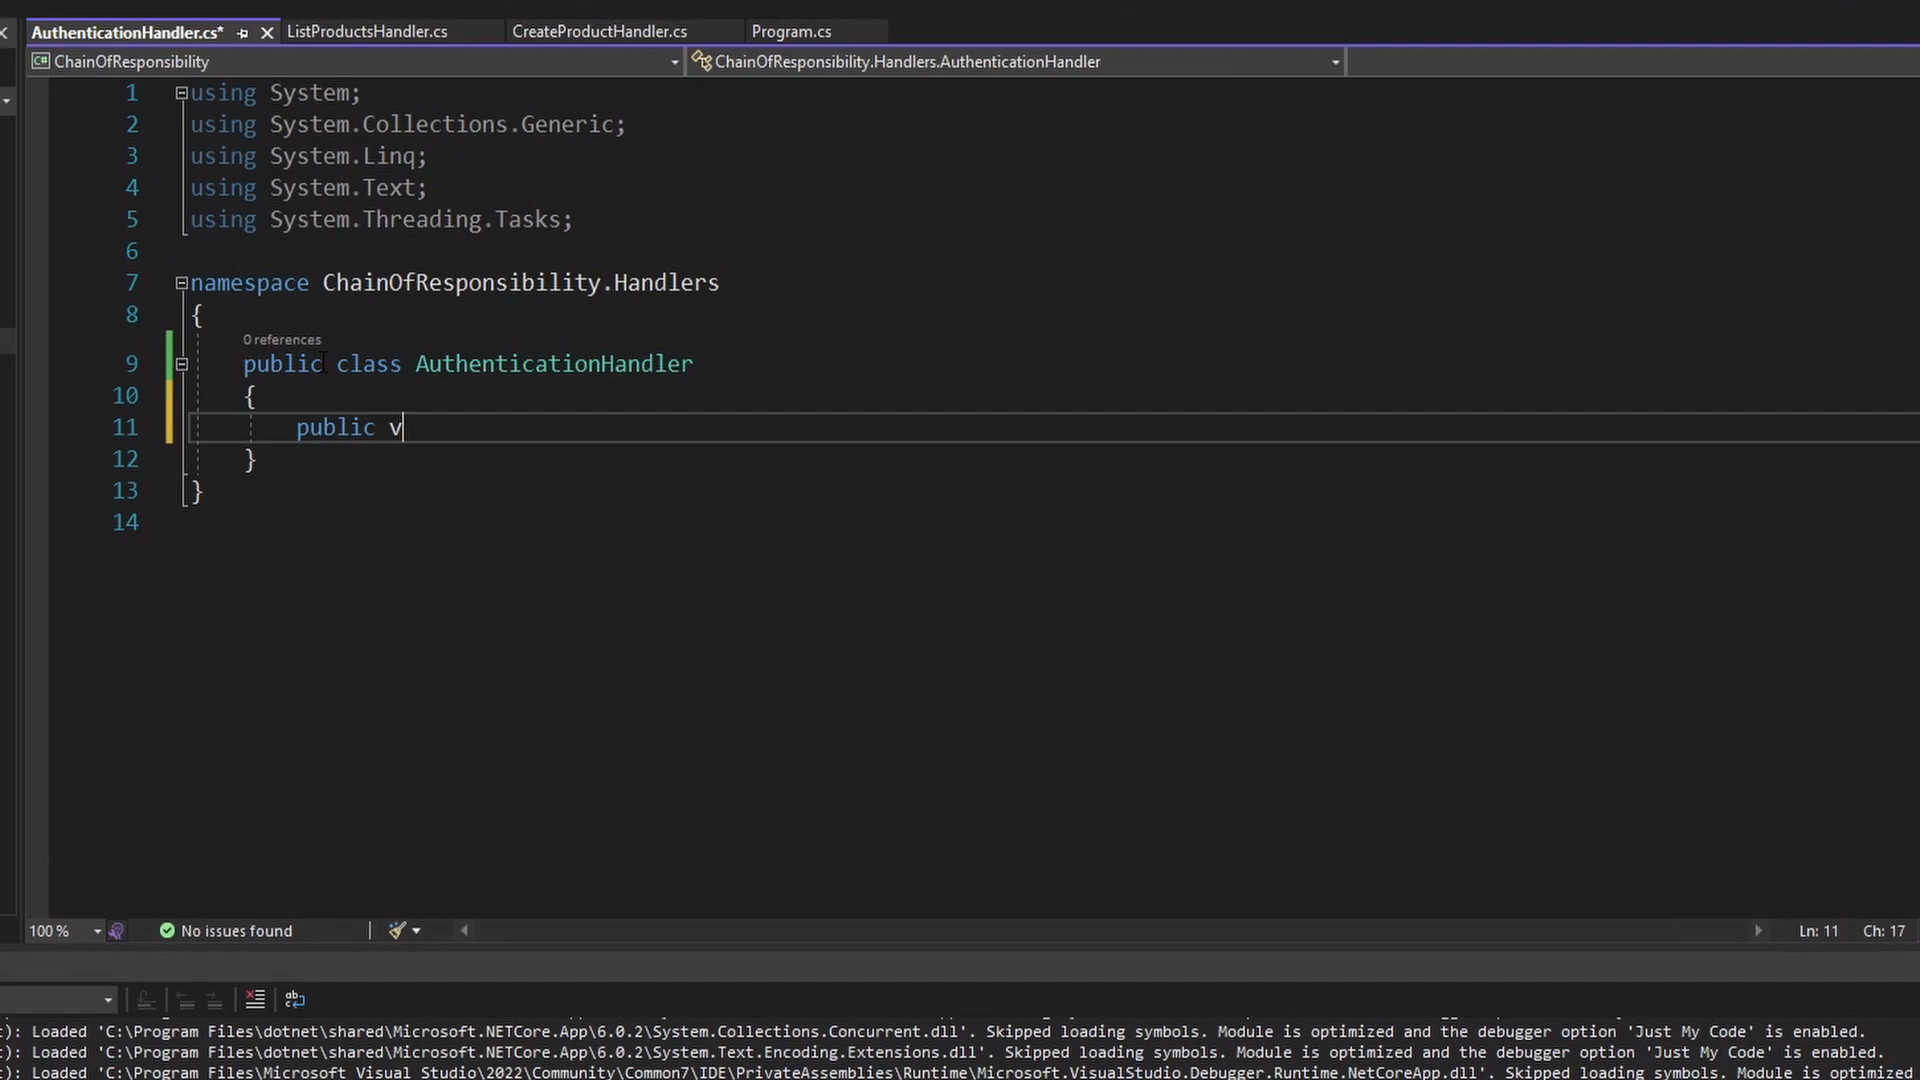 AuthenticationHandler.cs*
ListProductsHandler.cs
CreateProductHandler.cs
Program.cs
C# ChainOfResponsibility
ChainOfResponsibility.Handlers.AuthenticationHandler
1 using System;
2 using System.Collections.Generic;
3 using System.Linq;
4 using System.Text;
5 using System.Threading.Tasks;
6
7 namespace ChainOfResponsibility.Handlers
8 {
0 references
9 public class AuthenticationHandler
10 {
11 public v
12 }
13 }
14
100 %
No issues found
Ln: 11 Ch: 17
): Loaded 'C:\Program Files\dotnet\shared\Microsoft.NETCore.App\6.0.2\System.Collections.Concurrent.dll'. Skipped loading symbols. Module is optimized and the debugger option 'Just My Code' is enabled.
): Loaded 'C:\Program Files\dotnet\shared\Microsoft.NETCore.App\6.0.2\System.Text.Encoding.Extensions.dll'. Skipped loading symbols. Module is optimized and the debugger option 'Just My Code' is enabled.
): Loaded 'C:\Program Files\Microsoft Visual Studio\2022\Community\Common7\IDE\PrivateAssemblies\Runtime\Microsoft.VisualStudio.Debugger.Runtime.NetCoreApp.dll'. Skipped loading symbols. Module is optimized